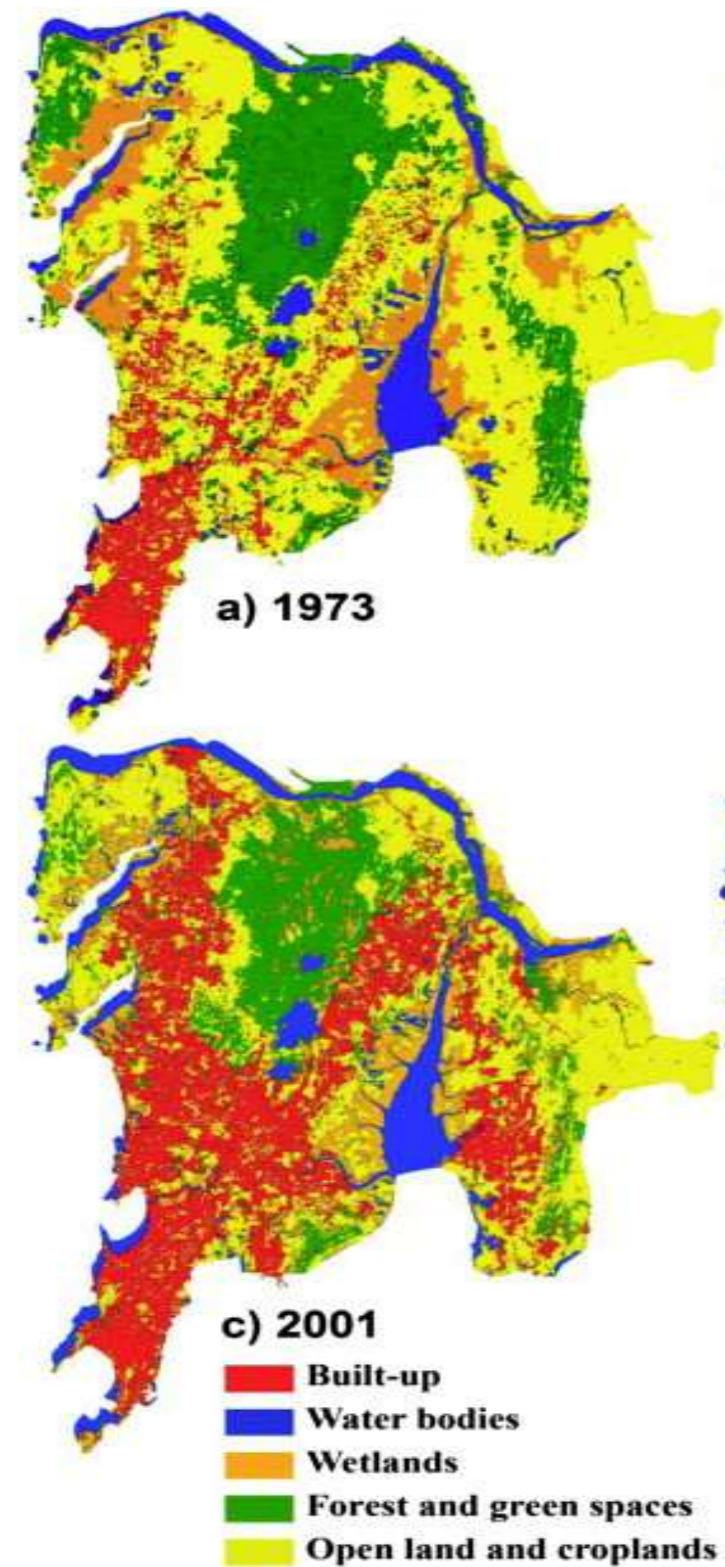 a) 1973
c) 2001
Built-up
Water bodies
Wetlands
Forest and green spaces
Open land and croplands